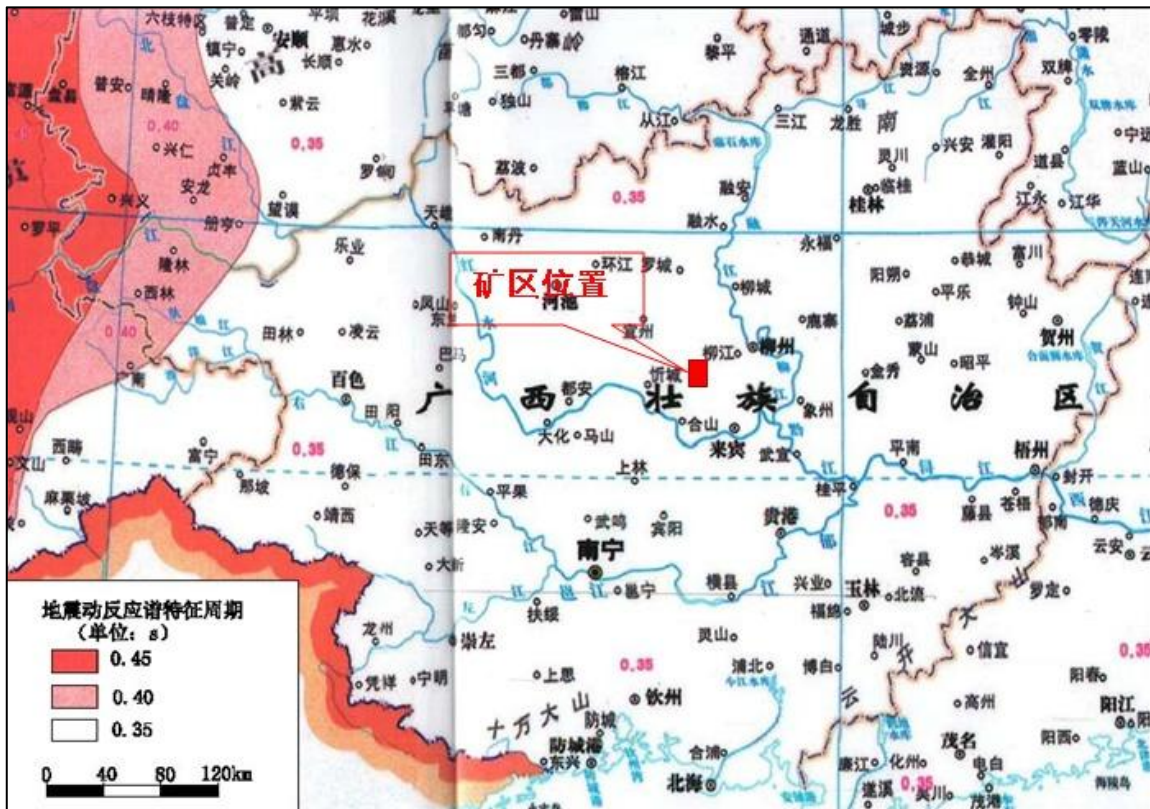 六枝特区
普定
平坝
花溪
都匀
雷山
城步
零陵
镇宁
安顺
惠水
丹寨
黎平
通道
资源
全州
双牌
关岭
长顺
三都
榕江
普安
盘县
晴隆
紫云
独山
从江
三江
龙胜
兴安
灌阳
道县
宁远
0.40
0.35
兴仁
贞丰
安龙
荔波
灵川
临桂
桂林
蓝山
兴义
册亨
望谟
天峨
0.35
融安
融水
永福
江永
江华
罗平
隆林
乐业
南丹
环江
罗城
阳朔
恭城
富川
西林
矿区位置
河池
柳城
平乐
钟山
贺州
0.40
田林
凌云
凤山
宜州
鹿寨
荔浦
蒙山
昭平
巴马
柳江
柳州
金秀
百色
忻城
都安
田阳
广西壮族自治区
象州
大化
马山
合山
来宾
武宣
平南
梧州
西畴
文山
富宁
0.35
田东
上林
封开
那坡
德保
平果
桂平
苍梧
德庆
麻栗坡
靖西
天等
隆安
武鸣
宾阳
贵港
0.35
藤县
郁南
云安
南宁
容县
岑溪
邕宁
横县
兴业
玉林
北流
罗定
扶绥
福绵
地震动反应谱特征周期
(单位: s)
龙州
崇左
灵山
陆川
信宜
0.45
0.35
0.35
上思
浦北
博白
阳春
0.40
凭祥
宁明
钦州
高州
阳江
0.35
十万大山
防城
防城港
合浦
茂名
阳西
东兴
北海
廉江
化州
电白
0.35
海陵岛
遂溪
吴川
茂港
0 40 80 120km